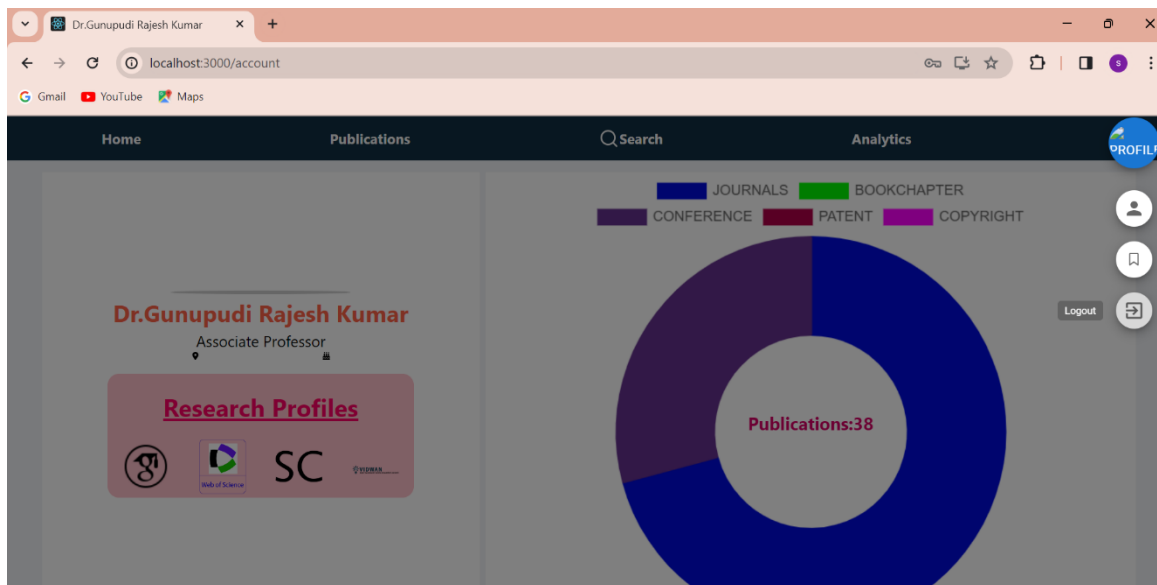 Dr.Gunupudi Rajesh Kumar
localhost:3000/account
Gmail YouTube Maps
Home Publications Search Analytics
PROFIL
JOURNALS BOOKCHAPTER
CONFERENCE PATENT COPYRIGHT
Dr.Gunupudi Rajesh Kumar
Associate Professor
Logout
Research Profiles
Publications:38
SC
Web of Science
VIDWAN
S